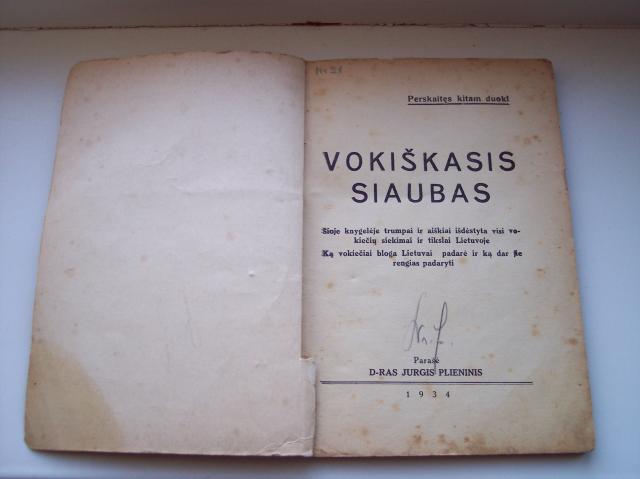 Perskaitęs kitam duok!
VOKIŠKASIS
SIAUBAS
Šioje knygelėje trumpai ir aiškiai išdėstyta visi vo-
kiečių siekimai ir tikslai Lietuvoje
Ką vokiečiai bloga Lietuvai padarė ir ką dar jie
rengias padaryti
Parašė
D-RAS JURGIS PLIENINIS
1934